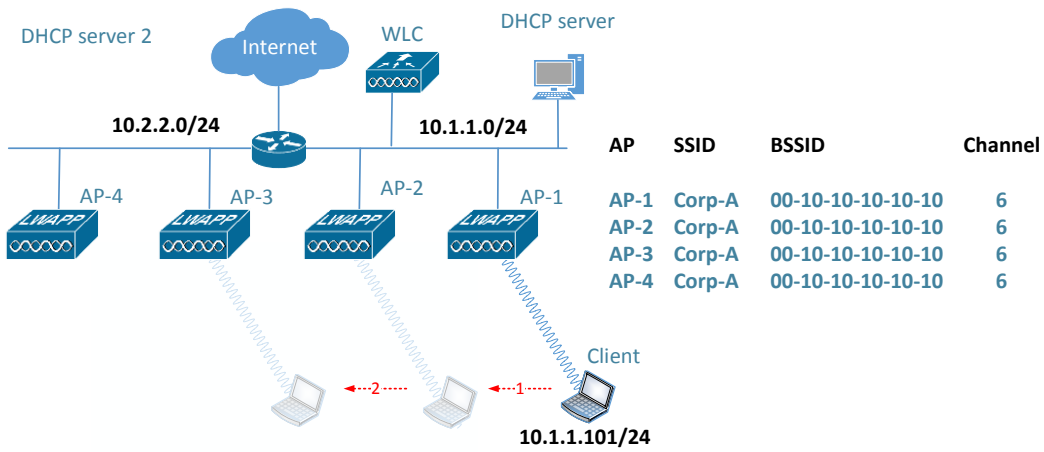 DHCP server 2
Internet
WLC
DHCP server
10.2.2.0/24
10.1.1.0/24
AP-4
AP-3
AP-2
AP-1
LWAPP
LWAPP
LWAPP
LWAPP
AP SSID BSSID Channel
AP-1 Corp-A 00-10-10-10-10-10 6
AP-2 Corp-A 00-10-10-10-10-10 6
AP-3 Corp-A 00-10-10-10-10-10 6
AP-4 Corp-A 00-10-10-10-10-10 6
Client
2
1
10.1.1.101/24